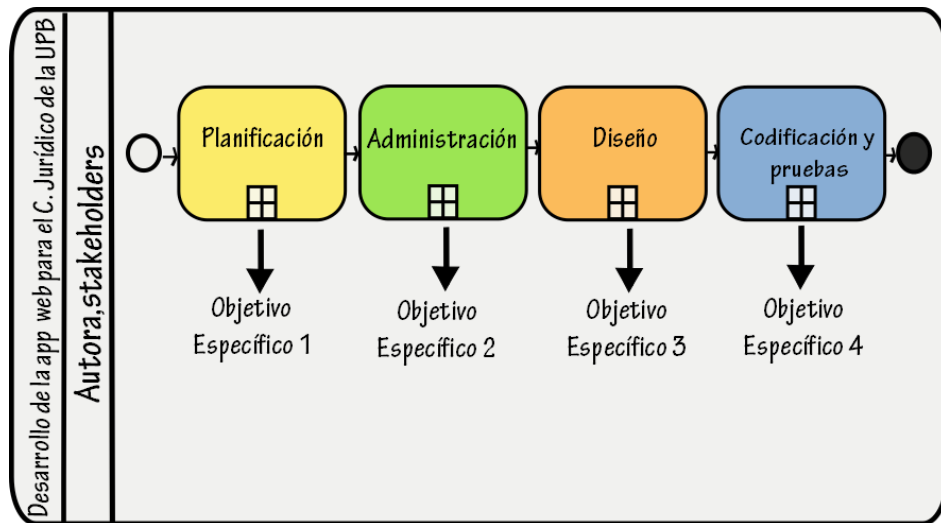 Desarrollo de la app web para el C. Jurídico de la UPB
Autora,stakeholders
Planificación
Administración
Diseño
Codificación y
pruebas
Objetivo
Específico 1
Objetivo
Específico 2
Objetivo
Específico 3
Objetivo
Específico 4